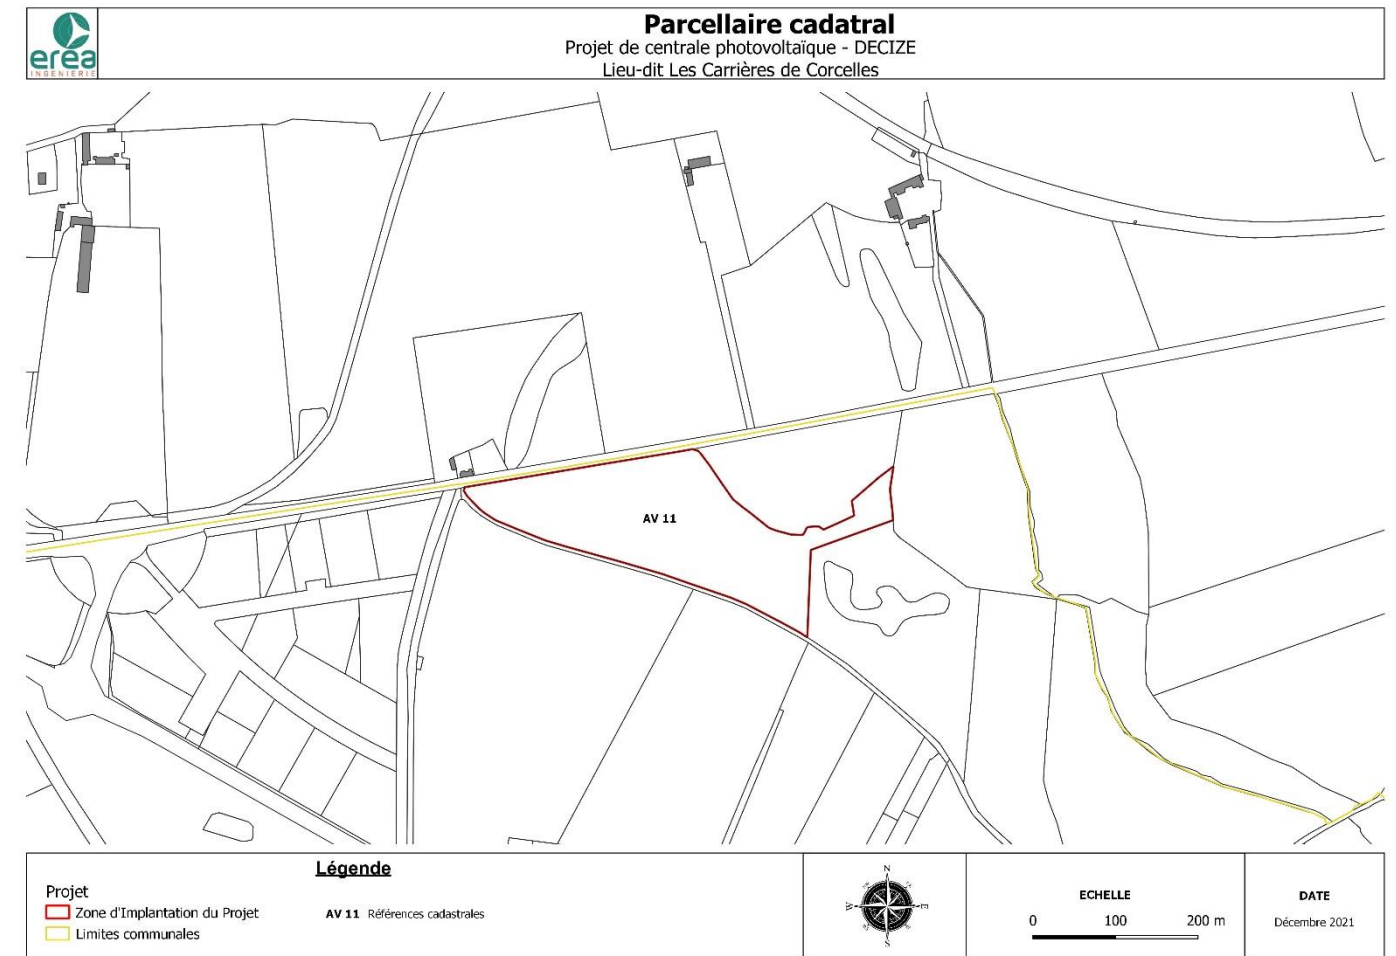 erea
INGENIERIE
Parcellaire cadatral
Projet de centrale photovoltaïque - DECIZE
Lieu-dit Les Carrières de Corcelles
AV 11
Légende
Projet
Zone d'Implantation du Projet
Limites communales
AV 11 Références cadastrales
N
W
E
S
ECHELLE
0 100 200 m
DATE
Décembre 2021